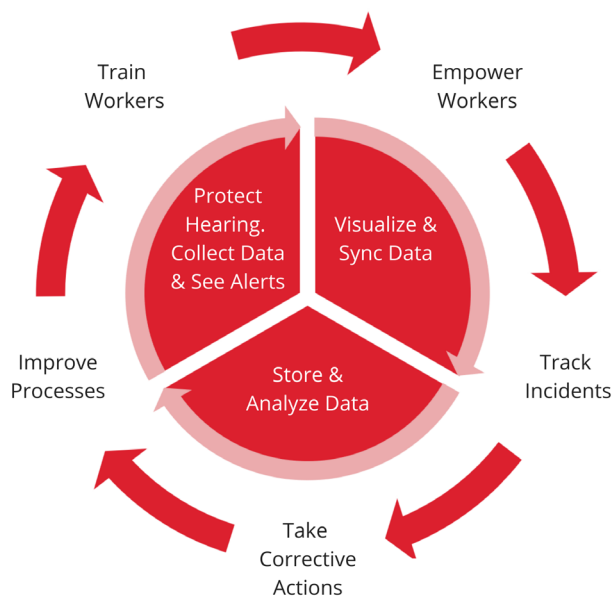 Train
Workers
Empower
Workers
Protect
Hearing.
Collect Data
& See Alerts
Visualize &
Sync Data
Improve
Processes
Store &
Analyze Data
Track
Incidents
Take
Corrective
Actions